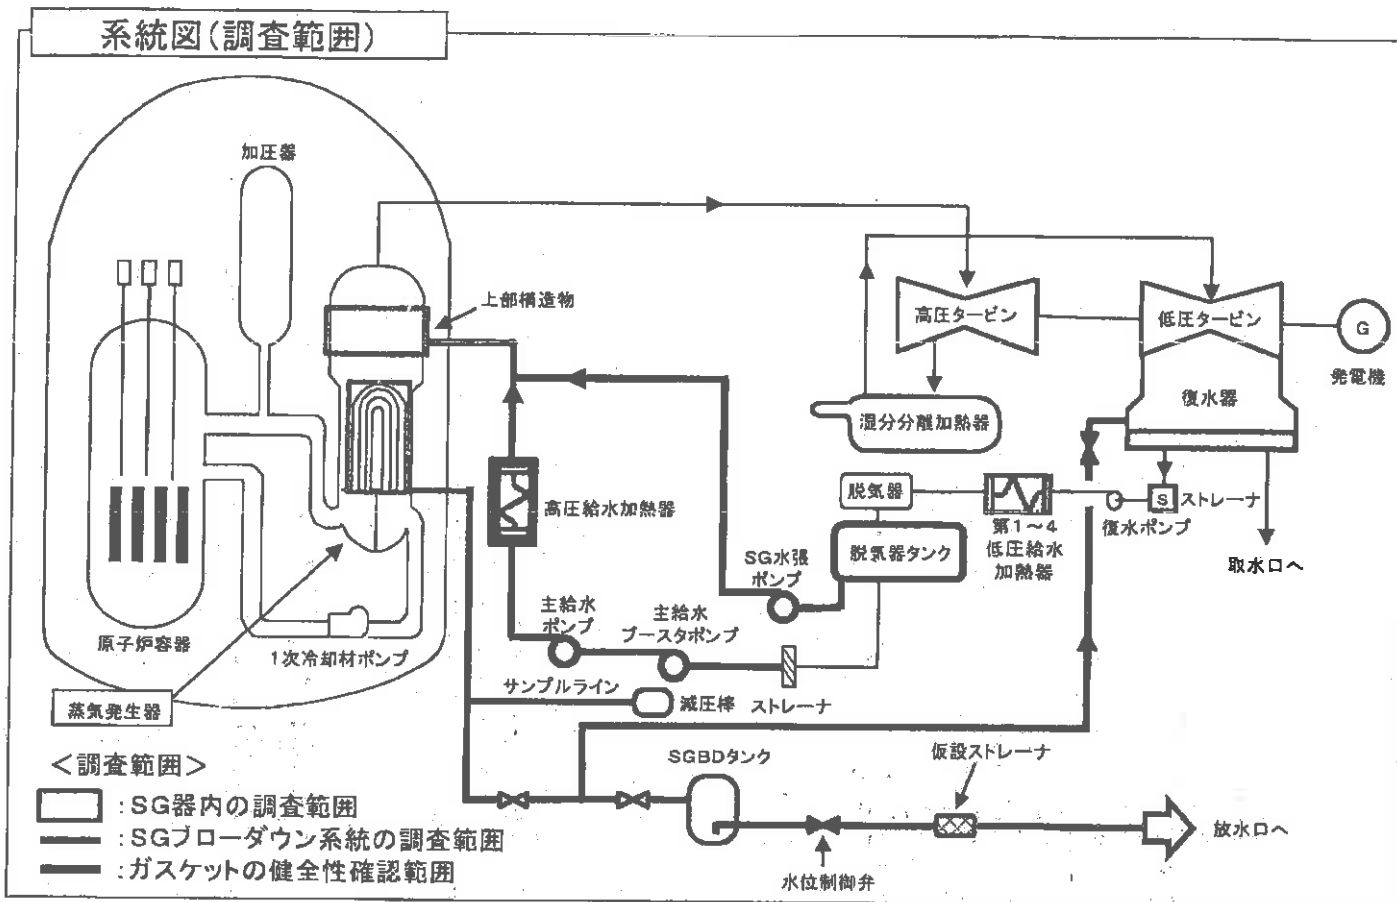 系統図(調査範囲)
加圧器
上部構造物
高圧タービン
低圧タービン
G
発電機
復水器
湿分分離加熱器
脱気器
S
ストレーナ
復水ポンプ
第1～4
低圧給水
加熱器
取水口へ
高圧給水加熱器
脱気器タンク
SG水張
ポンプ
主給水
ポンプ
主給水
ブースタポンプ
原子炉容器
1次冷却材ポンプ
サンプルライン
減圧棒
ストレーナ
蒸気発生器
SGBDタンク
仮設ストレーナ
放水口へ
水位制御弁
＜調査範囲＞
:SG器内の調査範囲
:SGブローダウン系統の調査範囲
:ガスケットの健全性確認範囲